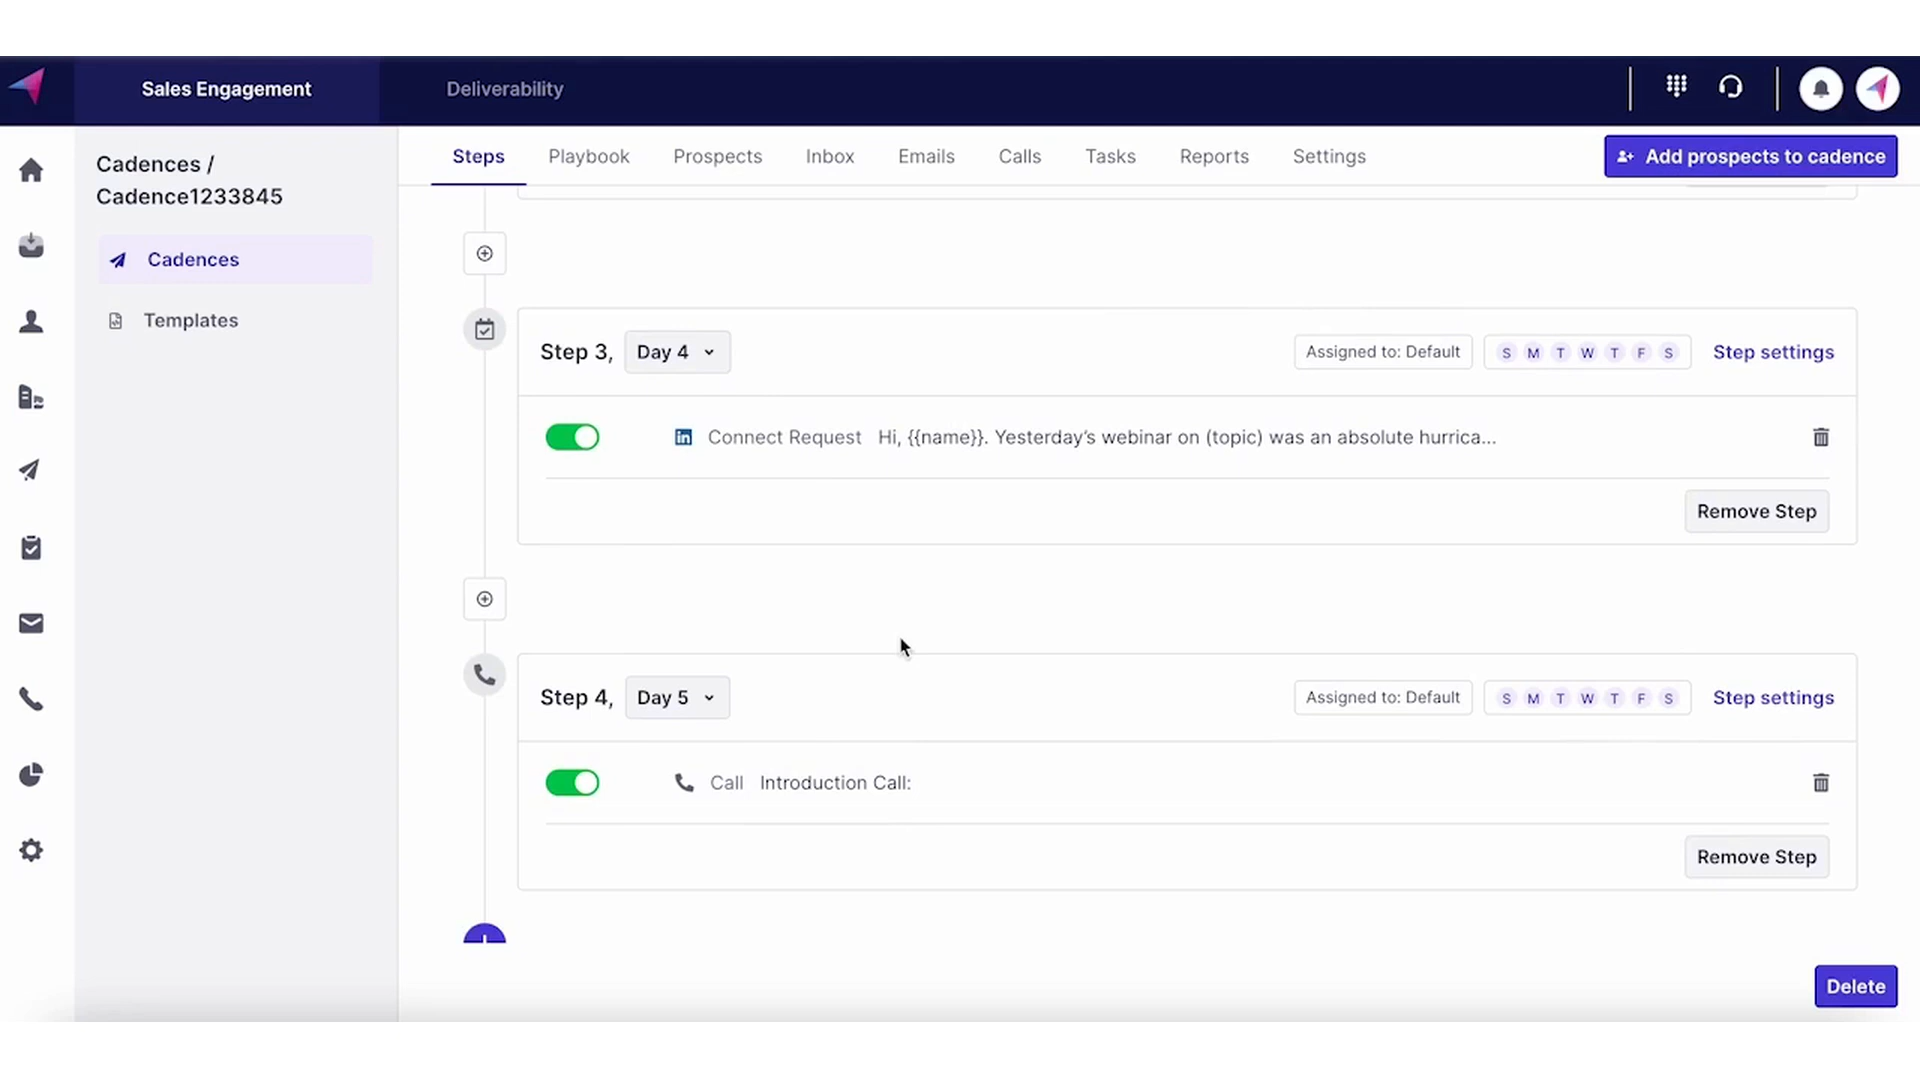 Sales Engagement
Deliverability
Cadences /
Cadence1233845
Cadences
Templates
Steps
Playbook
Prospects
Inbox
Emails
Calls
Tasks
Reports
Settings
Add prospects to cadence
Step 3,
Day 4
Assigned to: Default
S M T W T F S
Step settings
Connect Request
Hi, {{name}}. Yesterday's webinar on (topic) was an absolute hurrica...
Remove Step
Step 4,
Day 5
Assigned to: Default
S M T W T F S
Step settings
Call
Introduction Call:
Remove Step
Delete